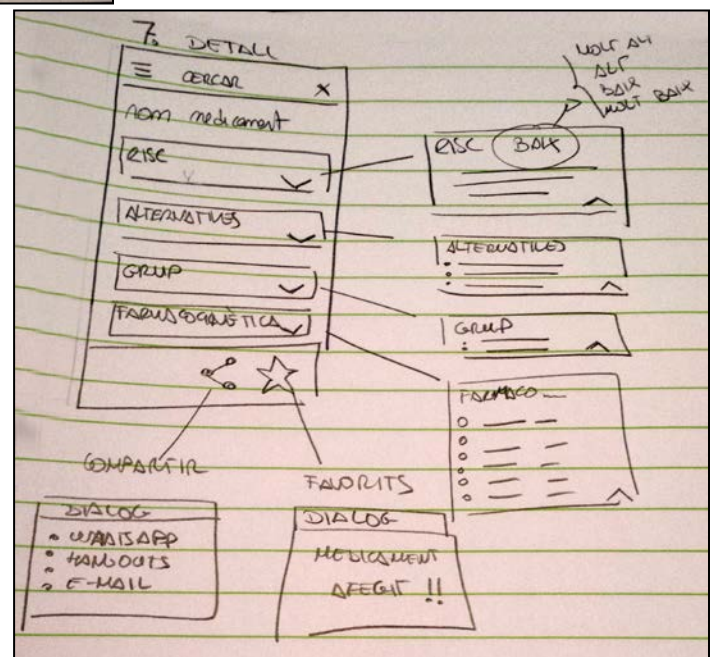 7. DETALL
CERCAR X
nom medicament
RISC
ALTERNATIVES
GRUP
FARMACOCINÈTICA
COMPARTIR
FAVORITS
DIALOG
WHATSAPP
HANGOUTS
E-MAIL
DIALOG
MEDICAMENT
AFEGIT !!
MOLT ALT
ALT
BAIX
MOLT BAIX
RISC BAIX
ALTERNATIVES
GRUP
FARMACO...